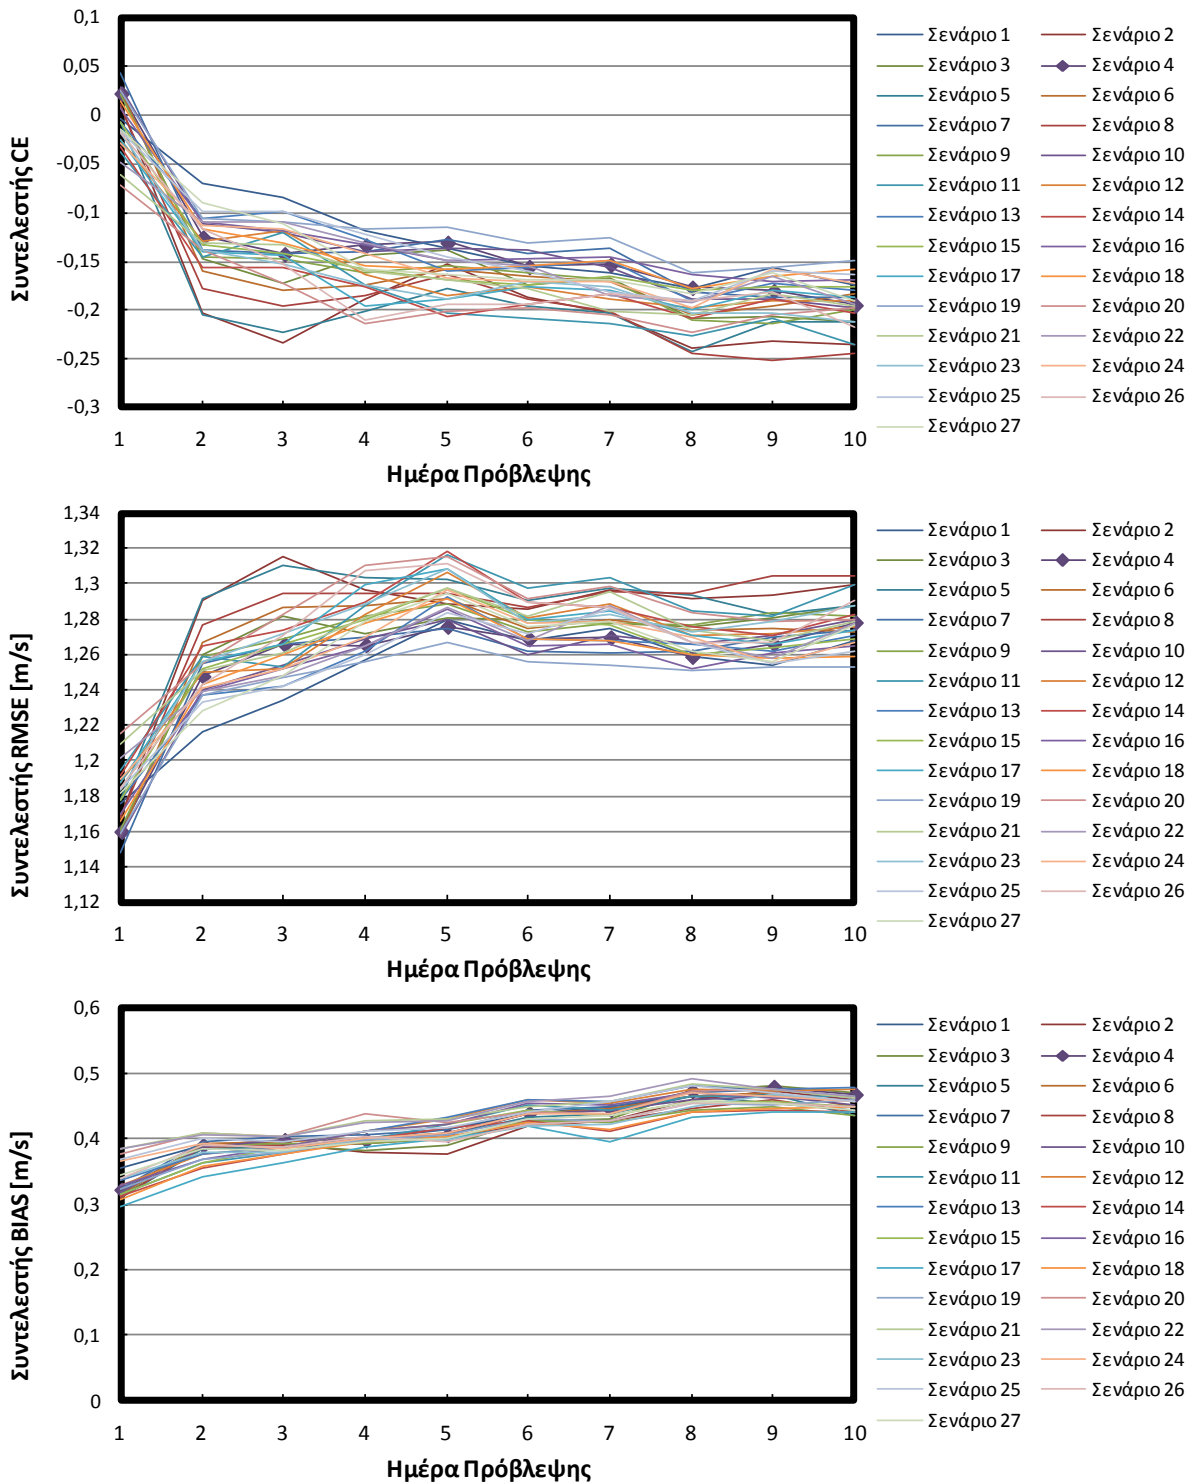 0,1
0,05
0
-0,05
-0,1
-0,15
-0,2
-0,25
-0,3
Συντελεστής CE
1 2 3 4 5 6 7 8 9 10
Ημέρα Πρόβλεψης
Σενάριο 1 Σενάριο 2
Σενάριο 3 Σενάριο 4
Σενάριο 5 Σενάριο 6
Σενάριο 7 Σενάριο 8
Σενάριο 9 Σενάριο 10
Σενάριο 11 Σενάριο 12
Σενάριο 13 Σενάριο 14
Σενάριο 15 Σενάριο 16
Σενάριο 17 Σενάριο 18
Σενάριο 19 Σενάριο 20
Σενάριο 21 Σενάριο 22
Σενάριο 23 Σενάριο 24
Σενάριο 25 Σενάριο 26
Σενάριο 27
1,34
1,32
1,3
1,28
1,26
1,24
1,22
1,2
1,18
1,16
1,14
1,12
Συντελεστής RMSE [m/s]
1 2 3 4 5 6 7 8 9 10
Ημέρα Πρόβλεψης
Σενάριο 1 Σενάριο 2
Σενάριο 3 Σενάριο 4
Σενάριο 5 Σενάριο 6
Σενάριο 7 Σενάριο 8
Σενάριο 9 Σενάριο 10
Σενάριο 11 Σενάριο 12
Σενάριο 13 Σενάριο 14
Σενάριο 15 Σενάριο 16
Σενάριο 17 Σενάριο 18
Σενάριο 19 Σενάριο 20
Σενάριο 21 Σενάριο 22
Σενάριο 23 Σενάριο 24
Σενάριο 25 Σενάριο 26
Σενάριο 27
0,6
0,5
0,4
0,3
0,2
0,1
0
Συντελεστής BIAS [m/s]
1 2 3 4 5 6 7 8 9 10
Ημέρα Πρόβλεψης
Σενάριο 1 Σενάριο 2
Σενάριο 3 Σενάριο 4
Σενάριο 5 Σενάριο 6
Σενάριο 7 Σενάριο 8
Σενάριο 9 Σενάριο 10
Σενάριο 11 Σενάριο 12
Σενάριο 13 Σενάριο 14
Σενάριο 15 Σενάριο 16
Σενάριο 17 Σενάριο 18
Σενάριο 19 Σενάριο 20
Σενάριο 21 Σενάριο 22
Σενάριο 23 Σενάριο 24
Σενάριο 25 Σενάριο 26
Σενάριο 27